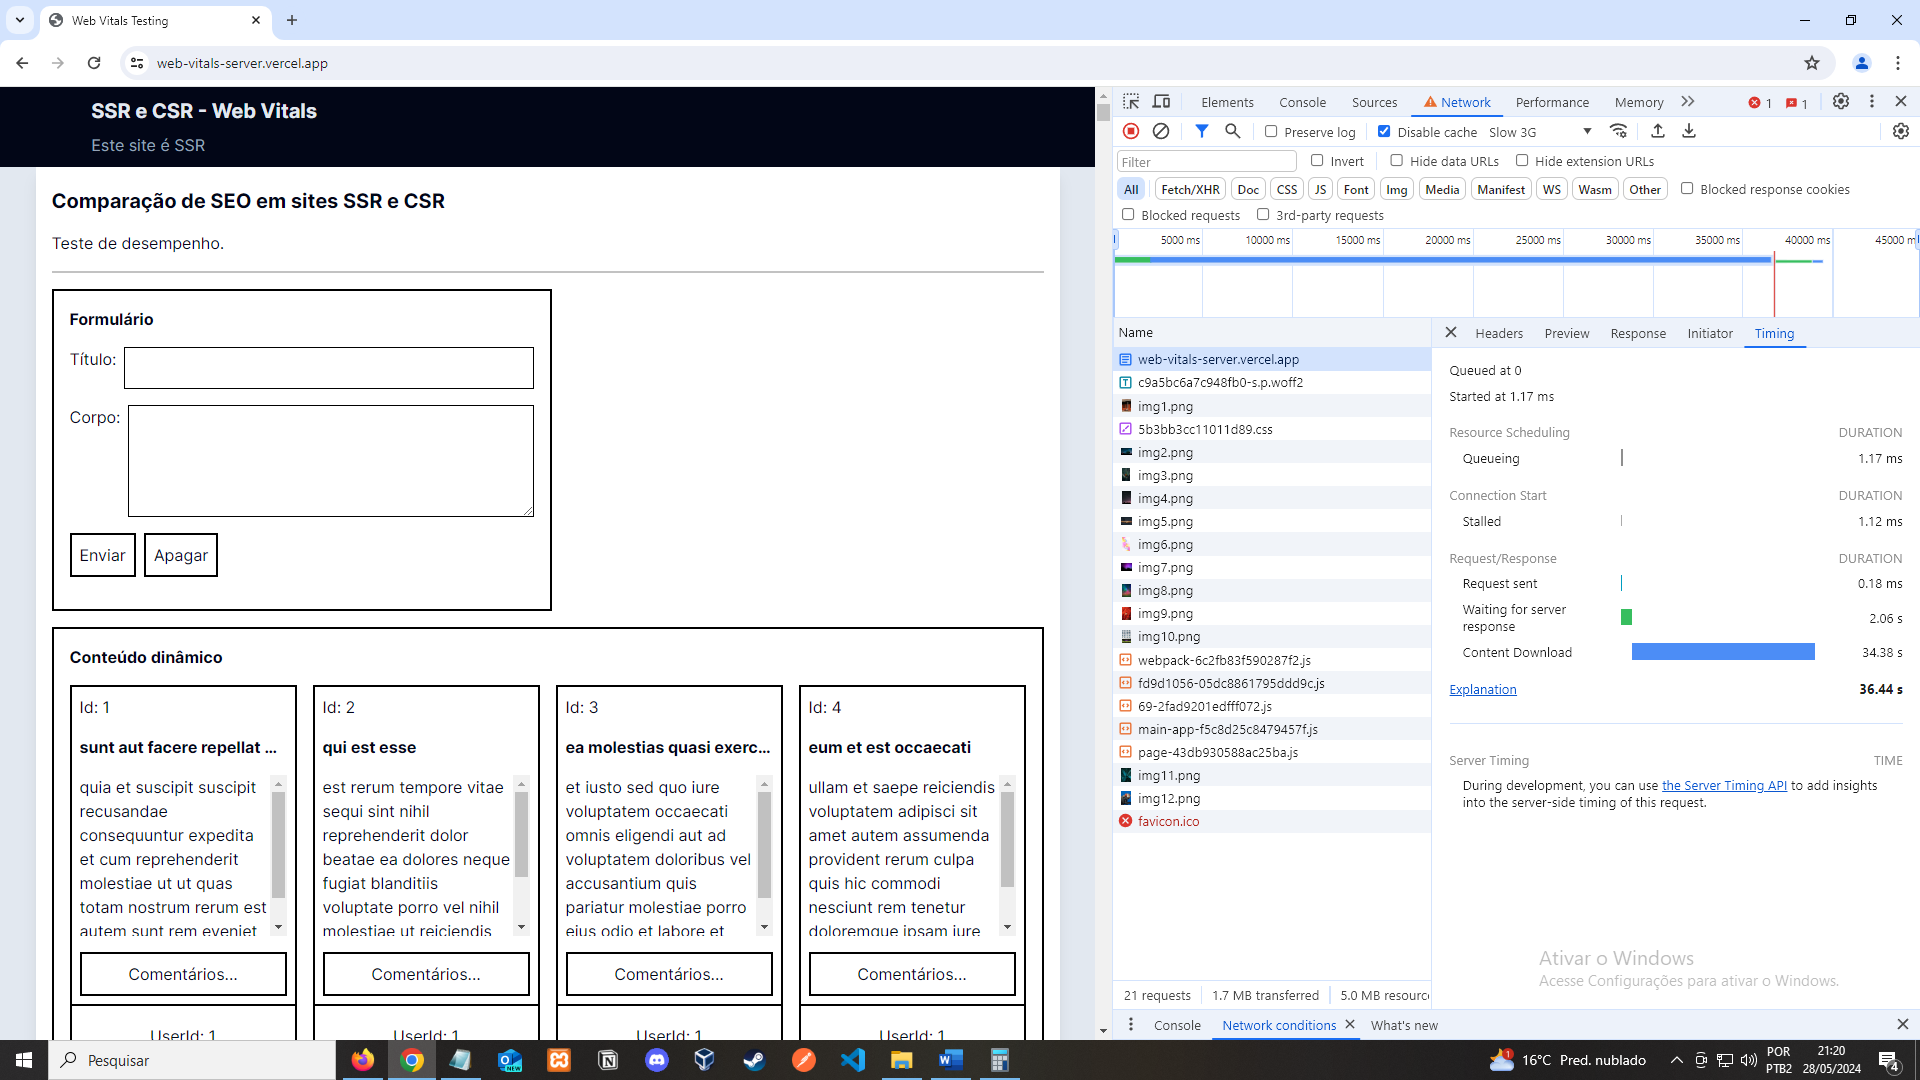 Web Vitals Testing
web-vitals-server.vercel.app
SSR e CSR - Web Vitals
Este site é SSR
Comparação de SEO em sites SSR e CSR
Teste de desempenho.
Formulário
Título:
Corpo:
Enviar
Apagar
Conteúdo dinâmico
Id: 1
sunt aut facere repellat ...
quia et suscipit suscipit
recusandae
consequuntur expedita
et cum reprehenderit
molestiae ut ut quas
totam nostrum rerum est
autem sunt rem eveniet
Comentários...
UserId: 1
Id: 2
qui est esse
est rerum tempore vitae
sequi sint nihil
reprehenderit dolor
beatae ea dolores neque
fugiat blanditiis
voluptate porro vel nihil
molestiae ut reiciendis
Comentários...
UserId: 1
Id: 3
ea molestias quasi exerc...
et iusto sed quo iure
voluptatem occaecati
omnis eligendi aut ad
voluptatem doloribus vel
accusantium quis
pariatur molestiae porro
eius odio et labore et
Comentários...
UserId: 1
Id: 4
eum et est occaecati
ullam et saepe reiciendis
voluptatem adipisci sit
amet autem assumenda
provident rerum culpa
quis hic commodi
nesciunt rem tenetur
doloremque ipsam iure
Comentários...
UserId: 1
Elements Console Sources Network Performance Memory 1 1
Preserve log Disable cache Slow 3G
Filter Invert Hide data URLs Hide extension URLs
All Fetch/XHR Doc CSS JS Font Img Media Manifest WS Wasm Other Blocked response cookies
Blocked requests 3rd-party requests
5000 ms 10000 ms 15000 ms 20000 ms 25000 ms 30000 ms 35000 ms 40000 ms 45000 m
Name
web-vitals-server.vercel.app
c9a5bc6a7c948fb0-s.p.woff2
img1.png
5b3bb3cc11011d89.css
img2.png
img3.png
img4.png
img5.png
img6.png
img7.png
img8.png
img9.png
img10.png
webpack-6c2fb83f590287f2.js
fd9d1056-05dc8861795ddd9c.js
69-2fad9201edfff072.js
main-app-f5c8d25c8479457f.js
page-43db930588ac25ba.js
img11.png
img12.png
favicon.ico
Headers Preview Response Initiator Timing
Queued at 0
Started at 1.17 ms
Resource Scheduling DURATION
Queueing 1.17 ms
Connection Start DURATION
Stalled 1.12 ms
Request/Response DURATION
Request sent 0.18 ms
Waiting for server
response 2.06 s
Content Download 34.38 s
Explanation 36.44 s
Server Timing TIME
During development, you can use the Server Timing API to add insights
into the server-side timing of this request.
Ativar o Windows
Acesse Configurações para ativar o Windows.
21 requests 1.7 MB transferred 5.0 MB resourc
Console Network conditions What's new
Pesquisar
NEW
1
16°C Pred. nublado
POR
PTB2
21:20
28/05/2024
4